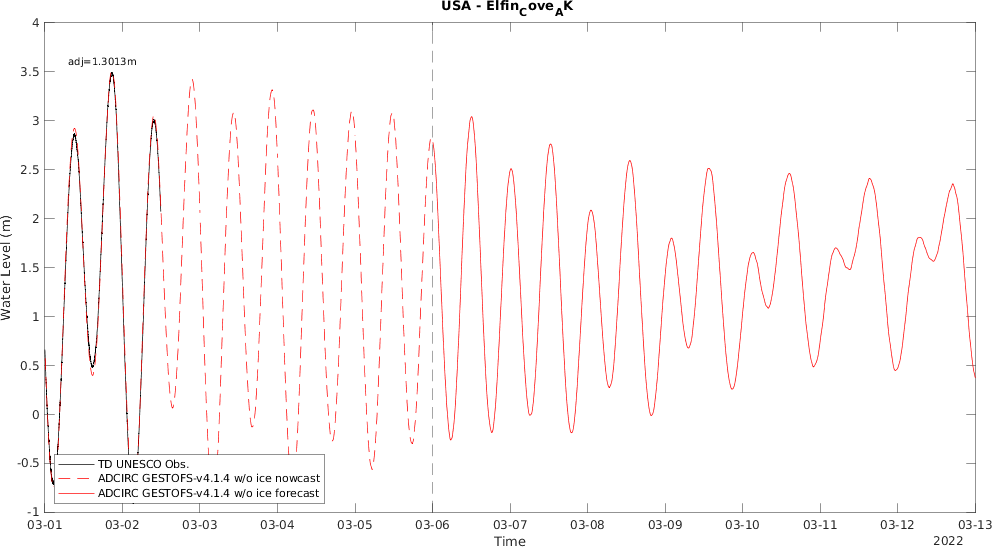 USA - Elfin_Cove_AK
4
3.5
3
2.5
2
1.5
1
0.5
0
-0.5
-1
Water Level (m)
adj=1.3013m
TD UNESCO Obs.
ADCIRC GESTOFS-v4.1.4 w/o ice nowcast
ADCIRC GESTOFS-v4.1.4 w/o ice forecast
03-01 03-02 03-03 03-04 03-05 03-06 03-07 03-08 03-09 03-10 03-11 03-12 03-13
Time
2022